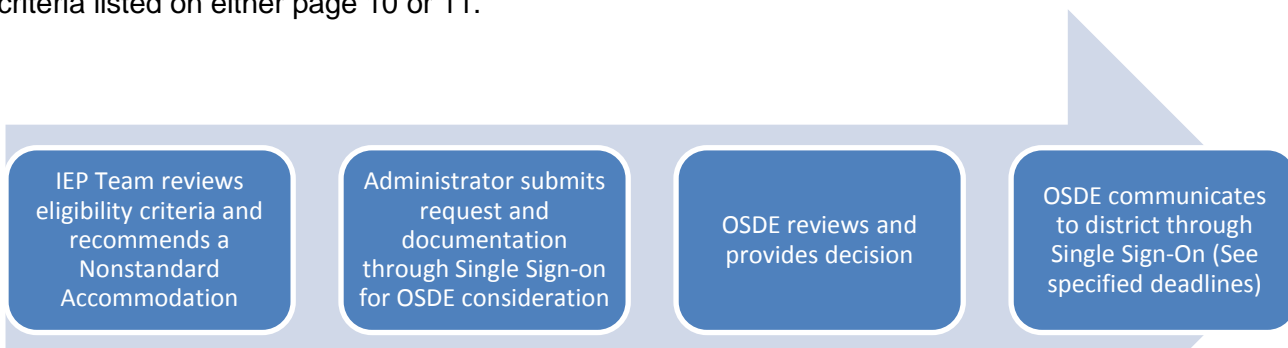 criteria listed on either page 10 or 11.
IEP Team reviews
eligibility criteria and
recommends a
Nonstandard
Accommodation
Administrator submits
request and
documentation
through Single Sign-on
for OSDE consideration
OSDE reviews and
provides decision
OSDE communicates
to district through
Single Sign-On (See
specified deadlines)